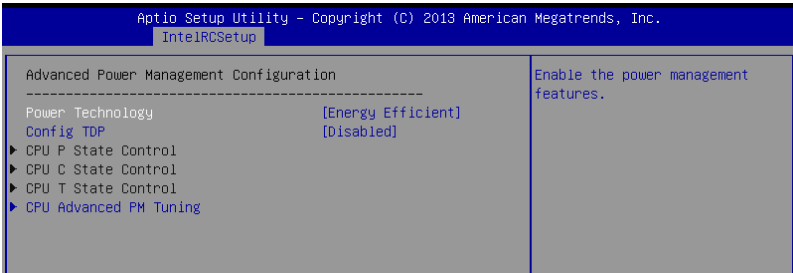 Aptio Setup Utility – Copyright (C) 2013 American Megatrends, Inc.
IntelRCSetup
Advanced Power Management Configuration
--------------------------------------------------
Power Technology [Energy Efficient]
Config TDP [Disabled]
▶ CPU P State Control
▶ CPU C State Control
▶ CPU T State Control
▶ CPU Advanced PM Tuning
Enable the power management
features.